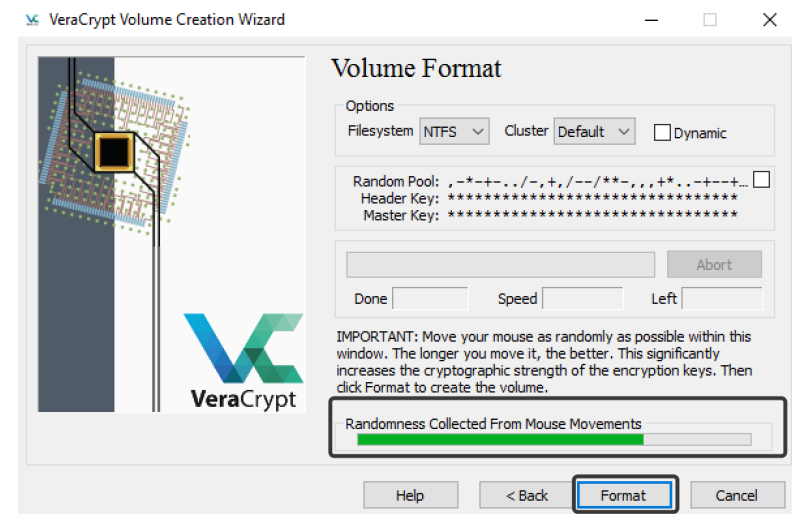 VeraCrypt Volume Creation Wizard
Volume Format
Options
Filesystem NTFS Cluster Default Dynamic
Random Pool: ,-*-+-../-,+,/--/**-,,,+*..-+--+...
Header Key: ********************************
Master Key: ********************************
Abort
Done Speed Left
IMPORTANT: Move your mouse as randomly as possible within this
window. The longer you move it, the better. This significantly
increases the cryptographic strength of the encryption keys. Then
click Format to create the volume.
VeraCrypt
Randomness Collected From Mouse Movements
Help < Back Format Cancel